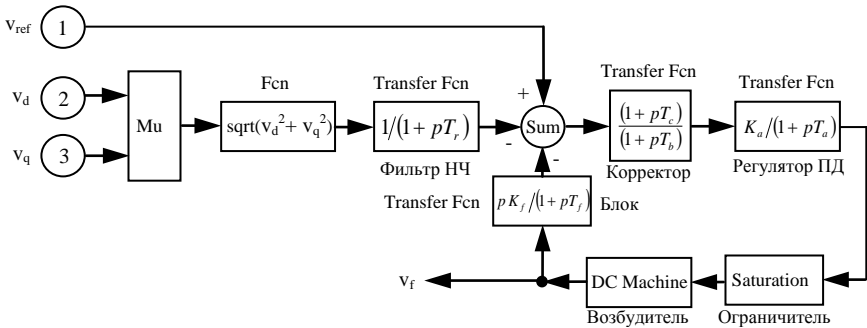 v_ref 1
v_d 2
v_q 3
Mu
Fcn
sqrt(v_d^2 + v_q^2)
Transfer Fcn
1/(1 + pT_r)
Фильтр НЧ
+
Sum
-
-
Transfer Fcn
(1 + pT_c)
(1 + pT_b)
Корректор
Transfer Fcn
K_a/(1 + pT_a)
Регулятор ПД
Transfer Fcn
p K_f/(1 + pT_f)
Блок
v_f
DC Machine
Возбудитель
Saturation
Ограничитель